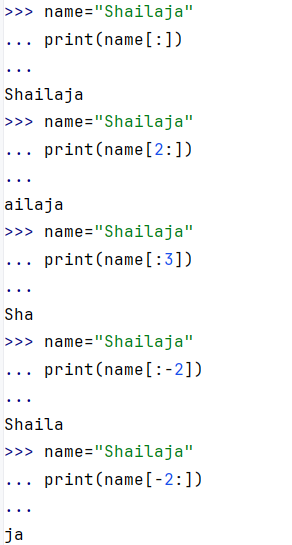 >>> name="Shailaja"
... print(name[:])
...
Shailaja
>>> name="Shailaja"
... print(name[2:])
...
ailaja
>>> name="Shailaja"
... print(name[:3])
...
Sha
>>> name="Shailaja"
... print(name[:-2])
...
Shaila
>>> name="Shailaja"
... print(name[-2:])
...
ja